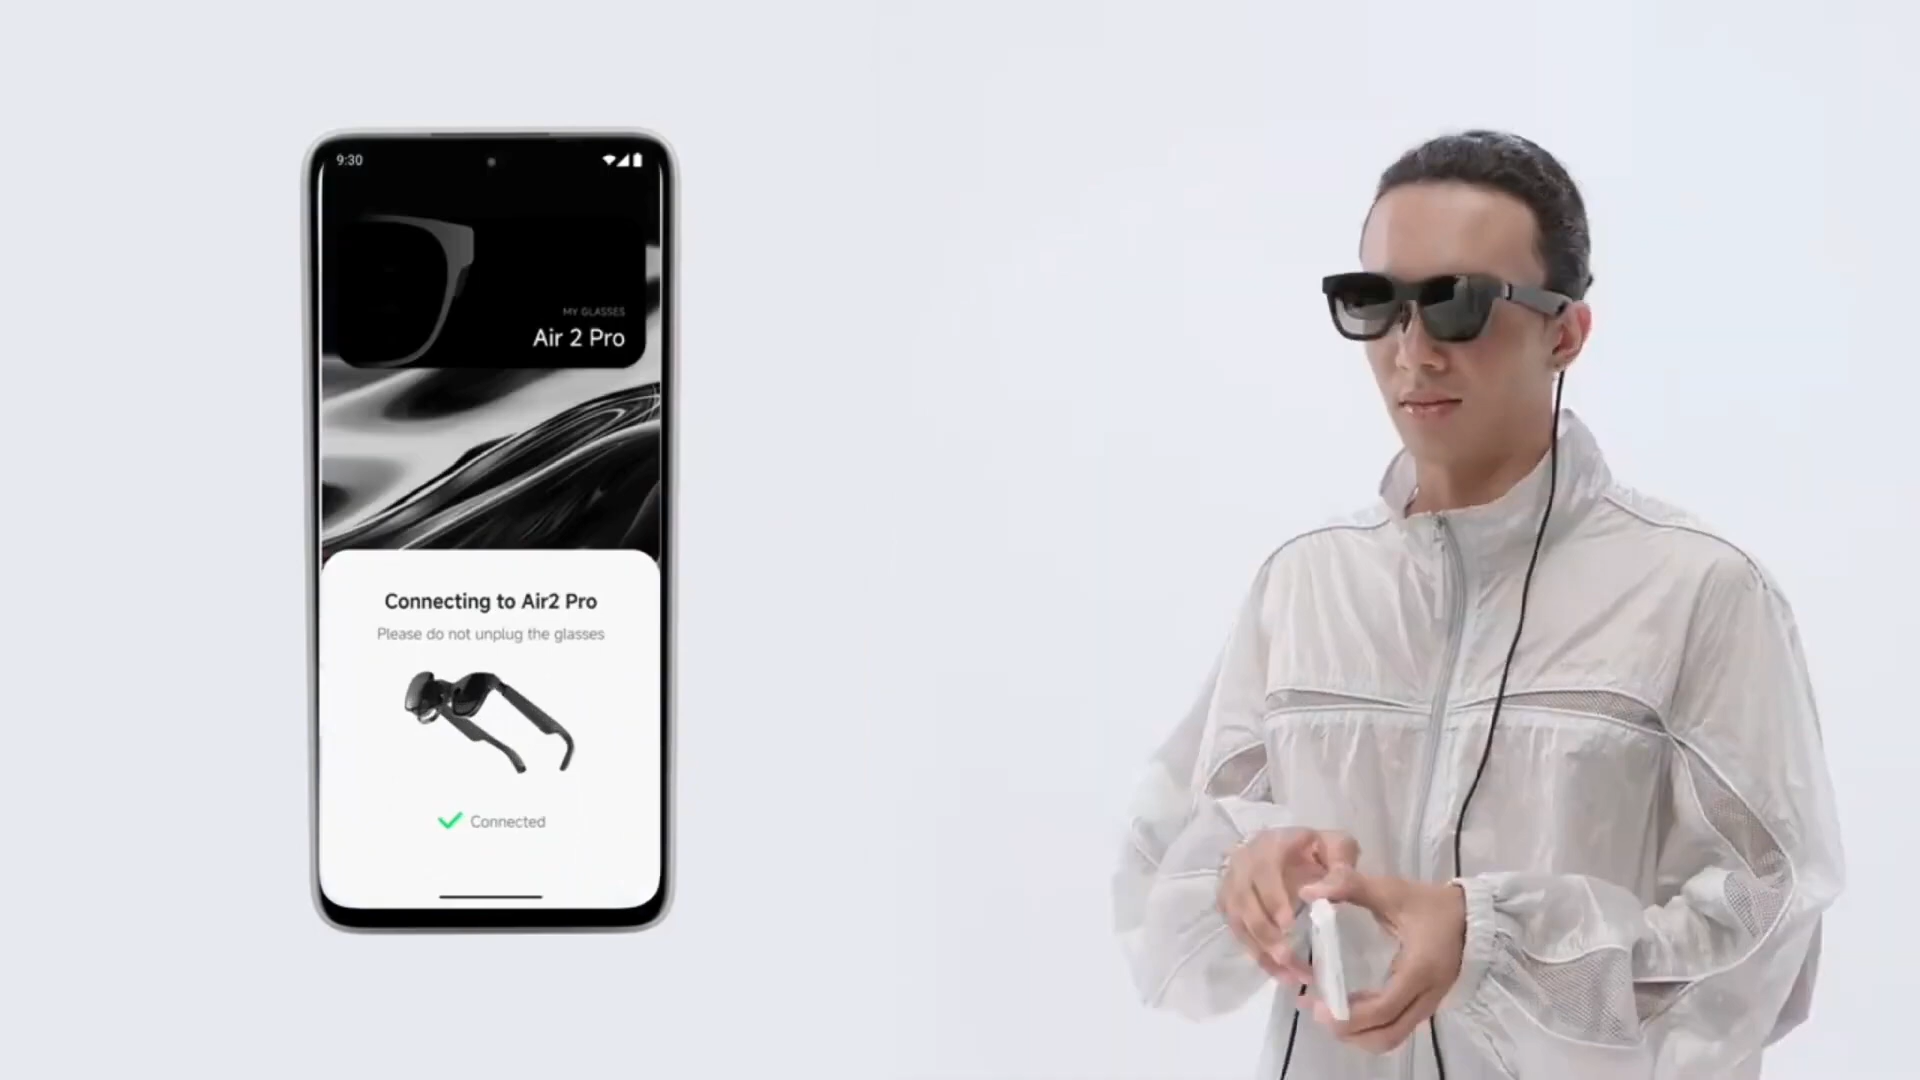 9:30
MY GLASSES
Air 2 Pro
Connecting to Air2 Pro
Please do not unplug the glasses
Connected